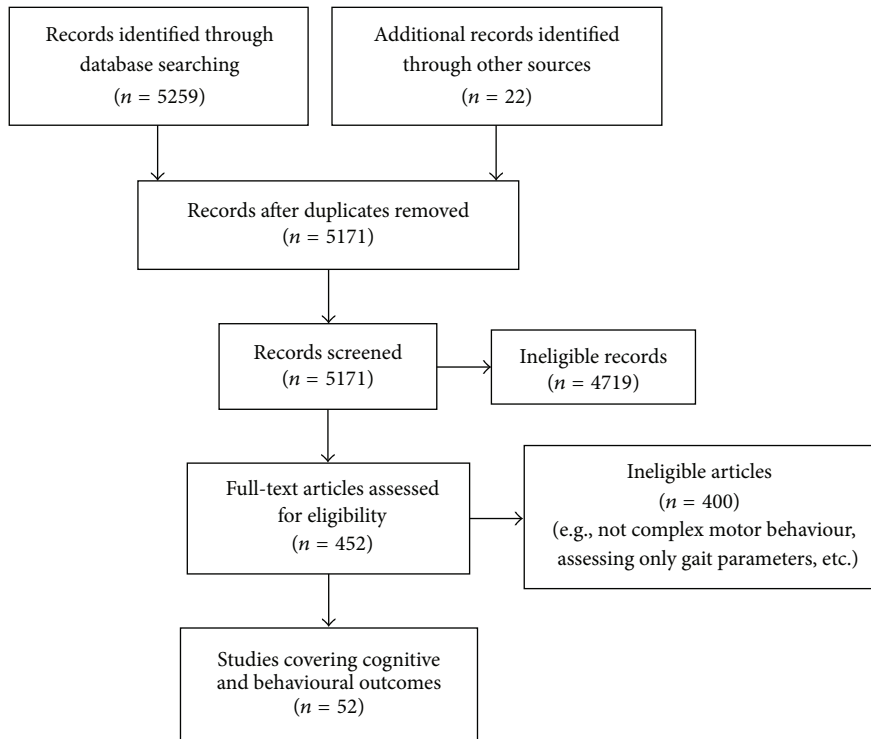 Records identified through
database searching
(n = 5259)
Additional records identified
through other sources
(n = 22)
Records after duplicates removed
(n = 5171)
Records screened
(n = 5171)
Ineligible records
(n = 4719)
Full-text articles assessed
for eligibility
(n = 452)
Ineligible articles
(n = 400)
(e.g., not complex motor behaviour,
assessing only gait parameters, etc.)
Studies covering cognitive
and behavioural outcomes
(n = 52)